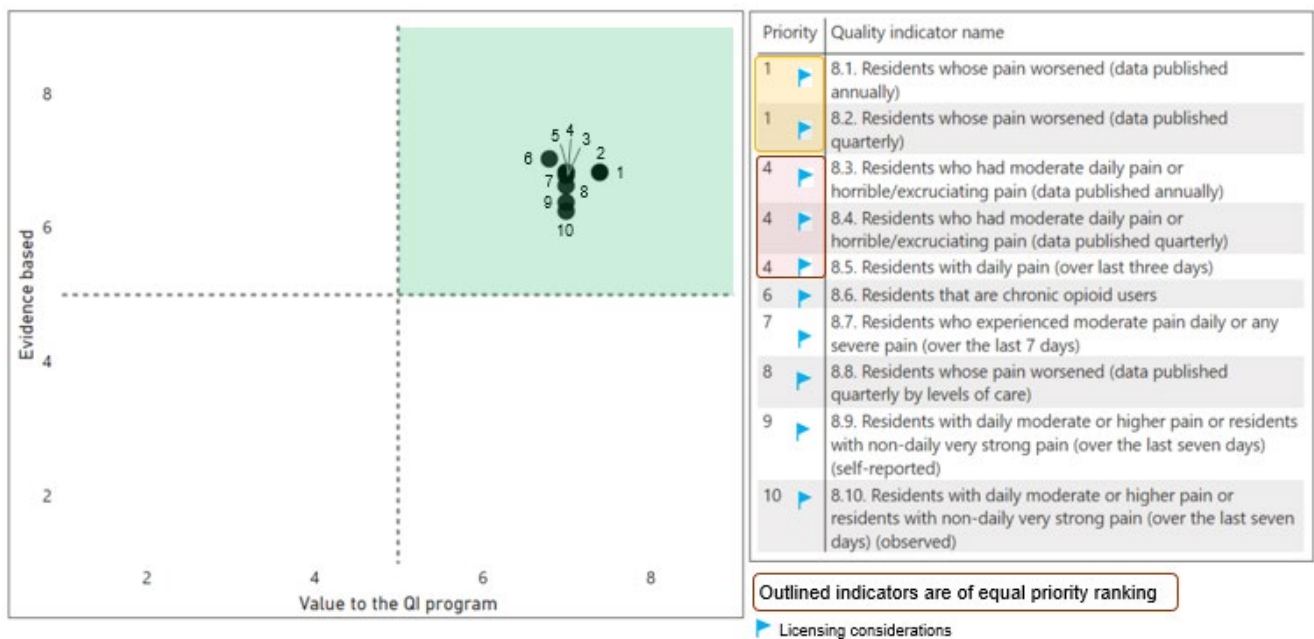 8
6
4
2
Evidence based
5
4
3
6
2
1
7
8
9
10
2
4
6
8
Value to the QI program
Priority Quality indicator name
1 8.1. Residents whose pain worsened (data published
annually)
1 8.2. Residents whose pain worsened (data published
quarterly)
4 8.3. Residents who had moderate daily pain or
horrible/excruciating pain (data published annually)
4 8.4. Residents who had moderate daily pain or
horrible/excruciating pain (data published quarterly)
4 8.5. Residents with daily pain (over last three days)
6 8.6. Residents that are chronic opioid users
7 8.7. Residents who experienced moderate pain daily or any
severe pain (over the last 7 days)
8 8.8. Residents whose pain worsened (data published
quarterly by levels of care)
9 8.9. Residents with daily moderate or higher pain or residents
with non-daily very strong pain (over the last seven days)
(self-reported)
10 8.10. Residents with daily moderate or higher pain or
residents with non-daily very strong pain (over the last seven
days) (observed)
Outlined indicators are of equal priority ranking
Licensing considerations